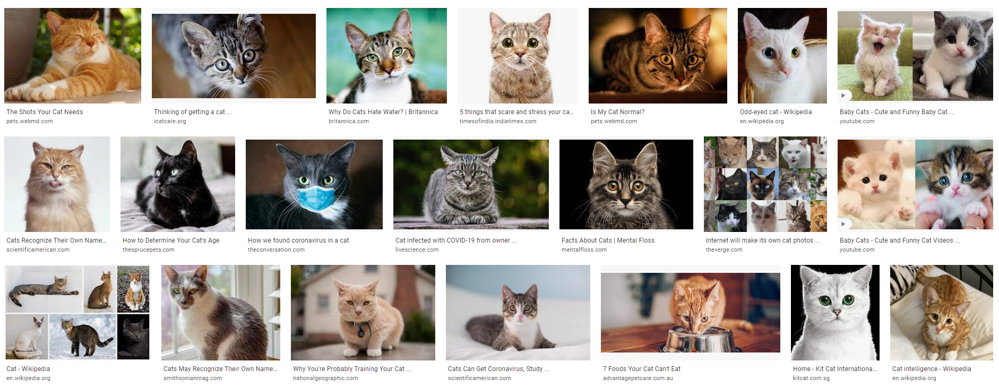 The Shots Your Cat Needs
pets.webmd.com
Thinking of getting a cat ...
icatcare.org
Why Do Cats Hate Water? | Britannica
britannica.com
5 things that scare and stress your ca...
timesofindia.indiatimes.com
Is My Cat Normal?
pets.webmd.com
Odd-eyed cat - Wikipedia
en.wikipedia.org
Baby Cats - Cute and Funny Baby Cat ...
youtube.com
Cats Recognize Their Own Name...
scientificamerican.com
How to Determine Your Cat's Age
thesprucepets.com
How we found coronavirus in a cat
theconversation.com
Cat infected with COVID-19 from owner ...
livescience.com
Facts About Cats | Mental Floss
mentalfloss.com
internet will make its own cat photos ...
theverge.com
Baby Cats - Cute and Funny Cat Videos ...
youtube.com
Cat - Wikipedia
en.wikipedia.org
Cats May Recognize Their Own Name...
smithsonianmag.com
Why You're Probably Training Your Cat ...
nationalgeographic.com
Cats Can Get Coronavirus, Study ...
scientificamerican.com
7 Foods Your Cat Can't Eat
advantagepetcare.com.au
Home - Kit Cat Internationa...
kitcat.com.sg
Cat intelligence - Wikipedia
en.wikipedia.org